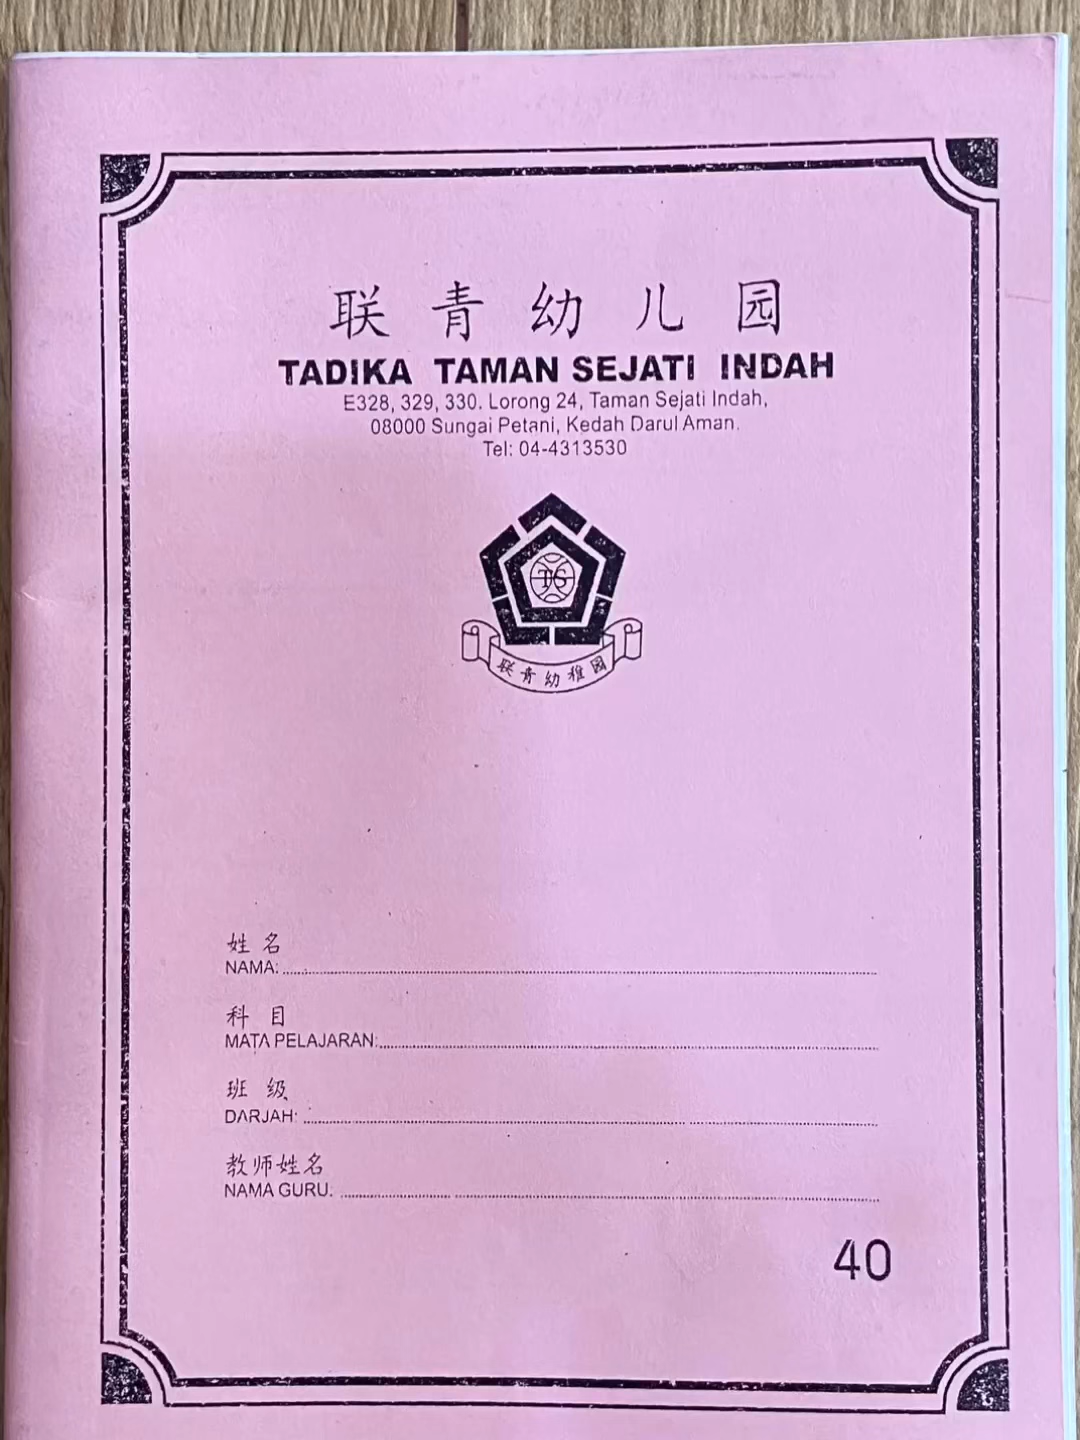 联青幼儿园
TADIKA TAMAN SEJATI INDAH
E328, 329, 330. Lorong 24, Taman Sejati Indah,
08000 Sungai Petani, Kedah Darul Aman.
Tel: 04-4313530
TS
联青幼稚园
姓名
NAMA:
科目
MATA PELAJARAN:
班级
DARJAH:
教师姓名
NAMA GURU:
40